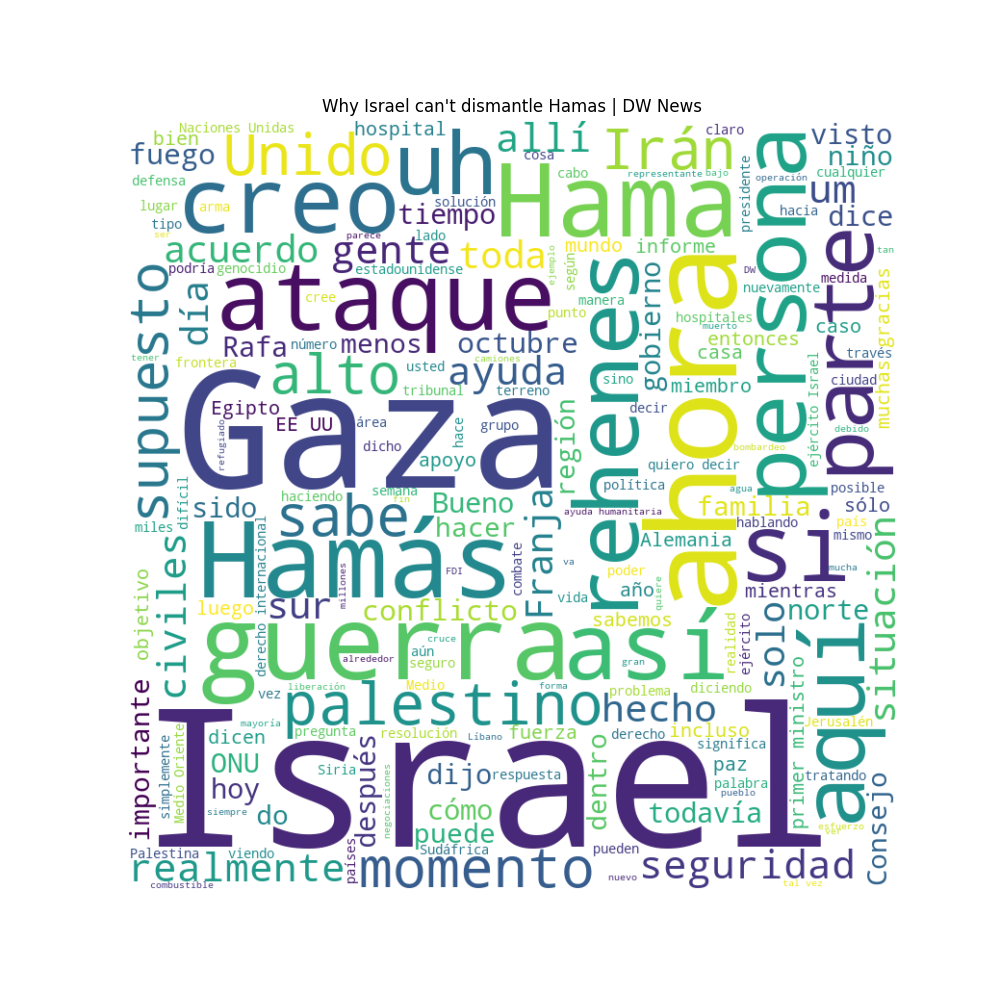 Why Israel can't dismantle Hamas | DW News
Naciones Unidas
bien
fuego
defensa
lugar
tipo
ser
arma
Unido
hospital
uh
creo
solución
tiempo
allí
cosa
Irán
claro
cabo
representante
bajo
Hama
presidente
operación
persona
visto
niño
cualquier
um
hacia
dice
tan
acuerdo
gente
parece
lado
toda
ejemplo
según
mundo
informe
DW
parte
podría
genocidio
estadounidense
manera
nuevamente
medida
gracias
muchas
supuesto
día
ataque
cree
punto
rehenes
gobierno
hospitales
muerto
ahora
entonces
caso
través
tener
frontera
Rafa
número
menos
octubre
camiones
casa
ciudad
alto
usted
ayuda
sino
miembro
ejército Israel
tribunal
terreno
decir
Gaza
Egipto
EE UU
área
hace
grupo
región
debido
refugiado
dicho
apoyo
quiero decir
bombardeo
difícil
semana
política
agua
posible
haciendo
fin
Bueno
familia
sólo
sido
sabe
ayuda humanitaria
hablando
país
miles
hacer
Franja
Alemania
mismo
Hamás
combate
si
situación
derecho internacional
millones
FDI
va
poder
mucha
objetivo
civiles
vida
año
quiere
mientras
luego
sur
conflicto
sabemos
solo
norte
guerra
cruce
así
realidad
ejército
aquí
alrededor
aún
seguro
gran
importante
vez
liberación
Medio
forma
problema
diciendo
primer ministro
palestino
hecho
Jerusalén
simplemente
Medio Oriente
mayoría
dicen
pregunta
resolución
Líbano
fuerza
derecho
incluso
significa
Israel
ONU
Siria
después
negociaciones
dijo
respuesta
dentro
paz
tratando
hoy
palabra
pueblo
Consejo
siempre
do
cómo
todavía
esfuerzo
ver
puede
Palestina
viendo
países
Sudáfrica
pueden
realmente
momento
seguridad
combustible
nuevo
tal vez